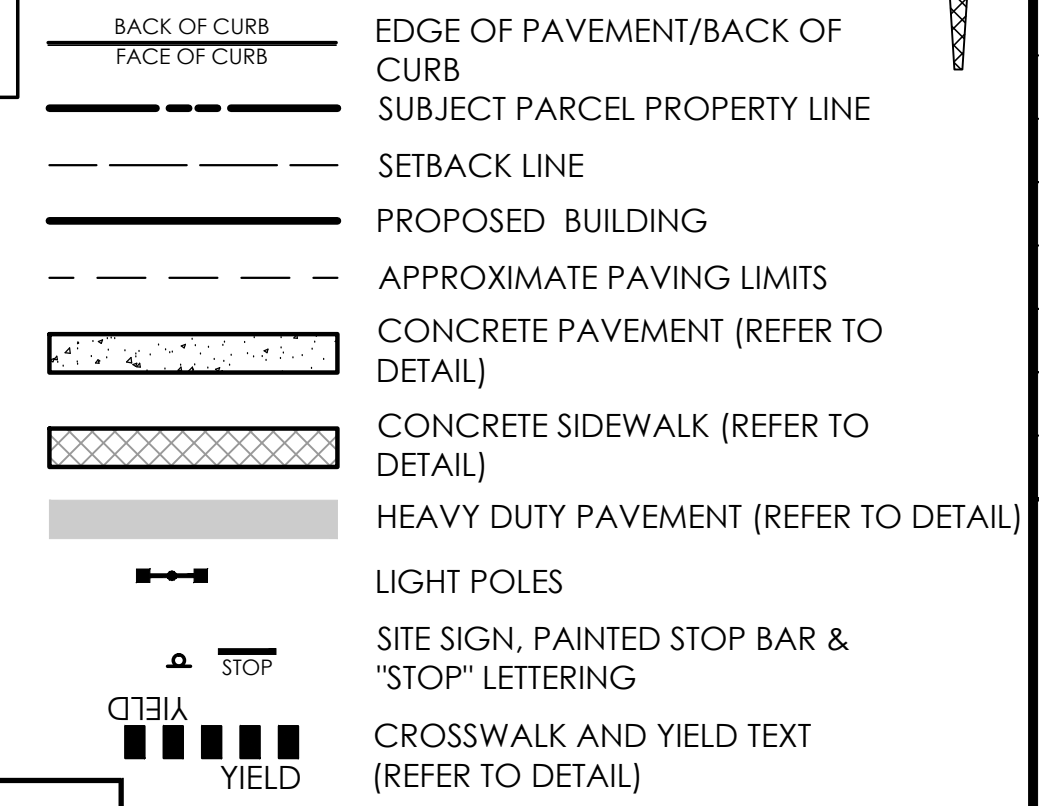 BACK OF CURB
FACE OF CURB
EDGE OF PAVEMENT/BACK OF
CURB
SUBJECT PARCEL PROPERTY LINE
SETBACK LINE
PROPOSED BUILDING
APPROXIMATE PAVING LIMITS
CONCRETE PAVEMENT (REFER TO
DETAIL)
CONCRETE SIDEWALK (REFER TO
DETAIL)
HEAVY DUTY PAVEMENT (REFER TO DETAIL)
LIGHT POLES
STOP
SITE SIGN, PAINTED STOP BAR &
"STOP" LETTERING
YIELD
YIELD
CROSSWALK AND YIELD TEXT
(REFER TO DETAIL)